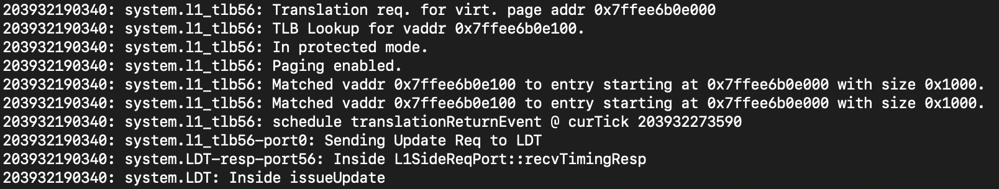 203932190340: system.l1_tlb56: Translation req. for virt. page addr 0x7ffee6b0e000
203932190340: system.l1_tlb56: TLB Lookup for vaddr 0x7ffee6b0e100.
203932190340: system.l1_tlb56: In protected mode.
203932190340: system.l1_tlb56: Paging enabled.
203932190340: system.l1_tlb56: Matched vaddr 0x7ffee6b0e100 to entry starting at 0x7ffee6b0e000 with size 0x1000.
203932190340: system.l1_tlb56: Matched vaddr 0x7ffee6b0e100 to entry starting at 0x7ffee6b0e000 with size 0x1000.
203932190340: system.l1_tlb56: schedule translationReturnEvent @ curTick 203932273590
203932190340: system.l1_tlb56-port0: Sending Update Req to LDT
203932190340: system.LDT-resp-port56: Inside L1SideReqPort::recvTimingResp
203932190340: system.LDT: Inside issueUpdate